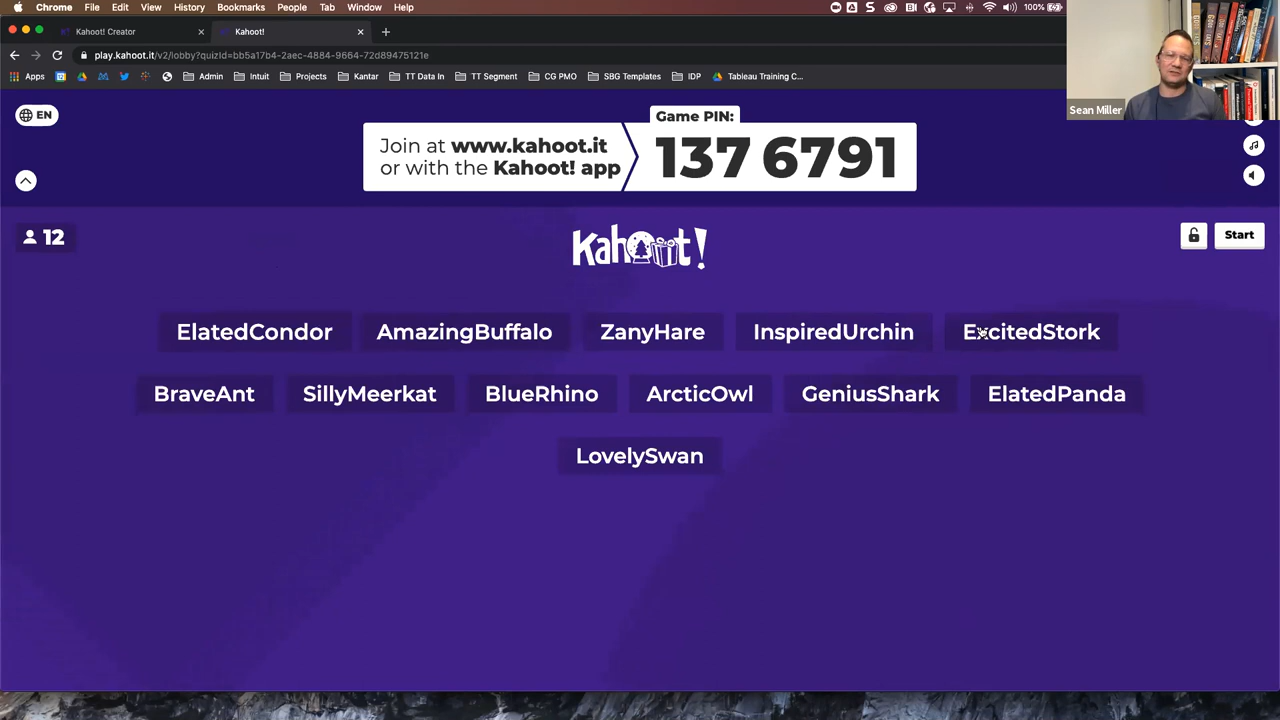 Chrome File Edit View History Bookmarks People Tab Window Help 100%
Kahoot! Creator Kahoot!
play.kahoot.it/v2/lobby?quizId=bb5a17b4-2aec-4884-9664-72d89475121e
Apps Admin Intuit Projects Kantar TT Data In TT Segment CG PMO SBG Templates IDP Tableau Training C...
Sean Miller
EN
Game PIN:
Join at www.kahoot.it
or with the Kahoot! app
137 6791
12
Kahoot!
Start
ElatedCondor AmazingBuffalo ZanyHare InspiredUrchin ExcitedStork
BraveAnt SillyMeerkat BlueRhino ArcticOwl GeniusShark ElatedPanda
LovelySwan